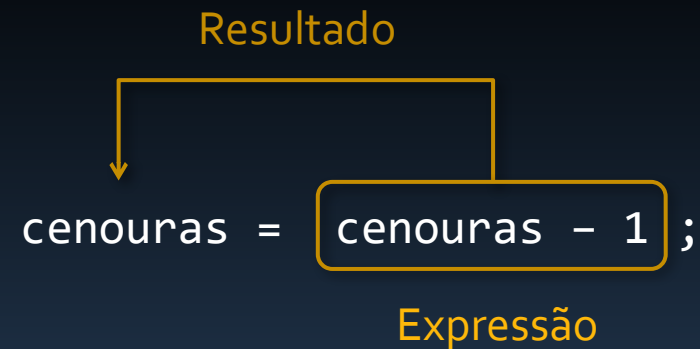 Resultado
cenouras = cenouras – 1 ;
Expressão